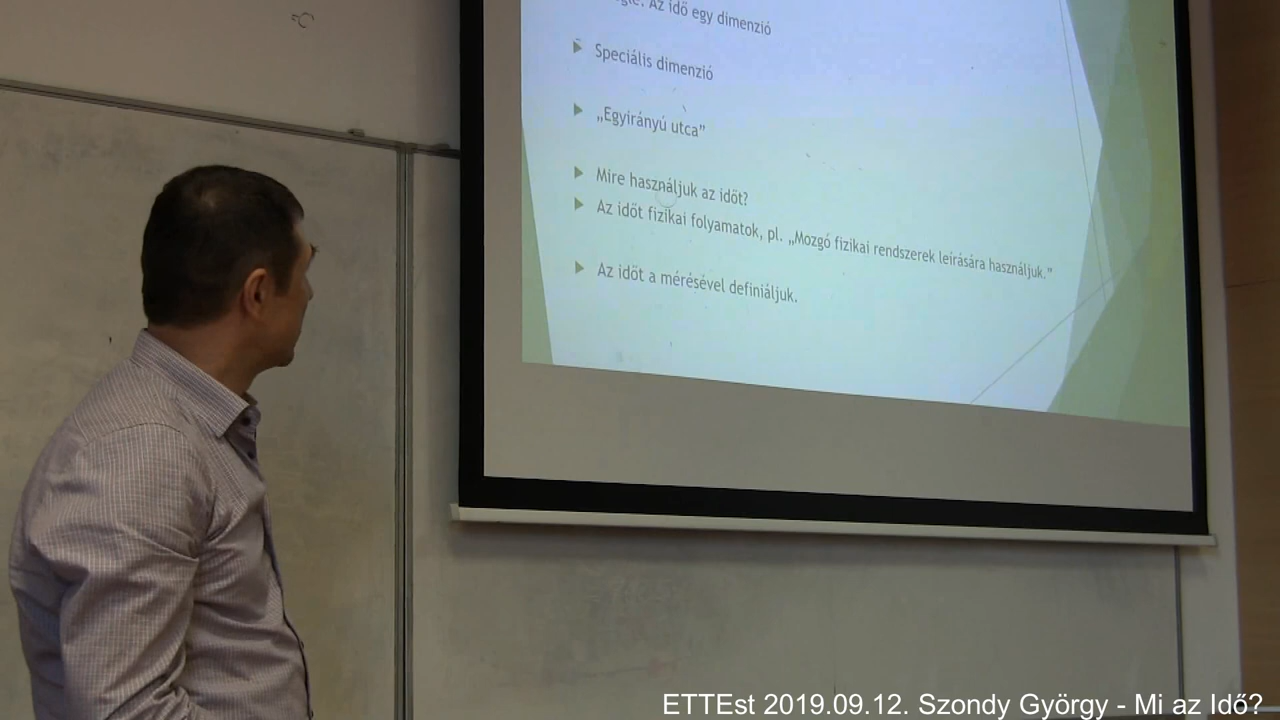 Az idő egy dimenzió
Speciális dimenzió
„Egyirányú utca”
Mire használjuk az időt?
Az időt fizikai folyamatok, pl. „Mozgó fizikai rendszerek leírására használjuk.”
Az időt a mérésével definiáljuk.
ETTEst 2019.09.12. Szondy György - Mi az Idő?